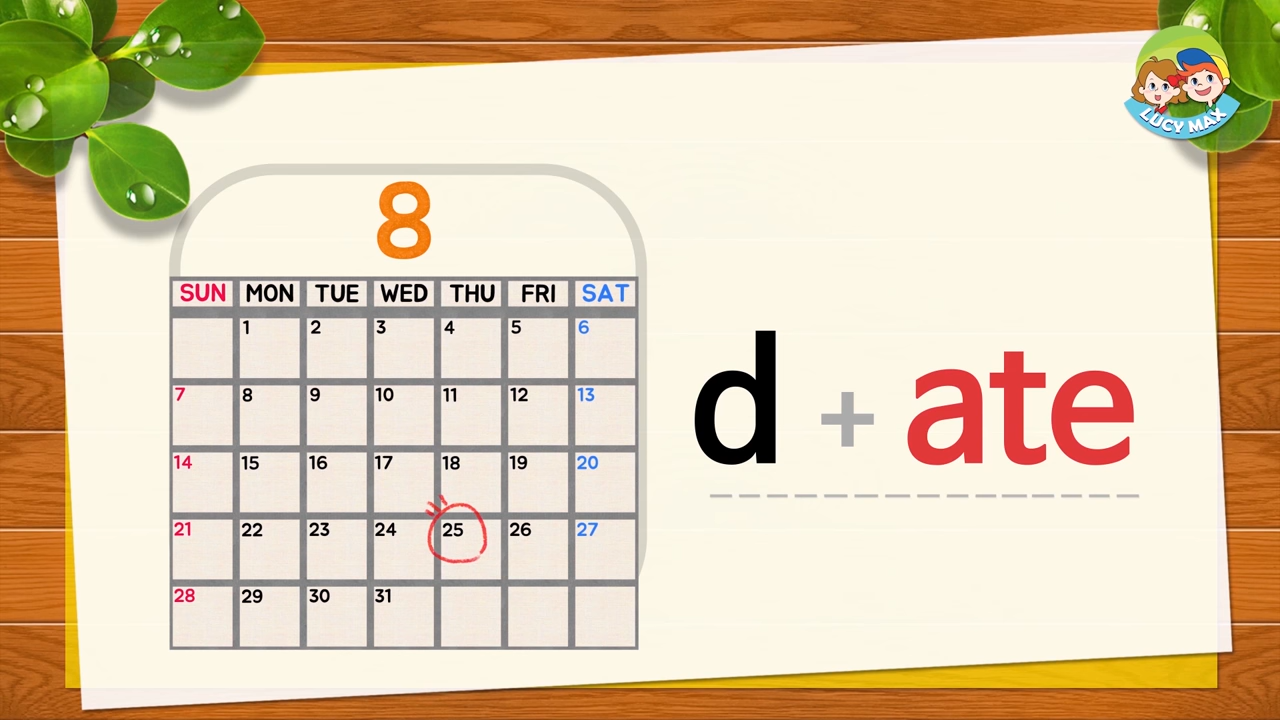 LUCY MAX
8
SUN MON TUE WED THU FRI SAT
1 2 3 4 5 6
7 8 9 10 11 12 13
14 15 16 17 18 19 20
21 22 23 24 25 26 27
28 29 30 31
d + ate